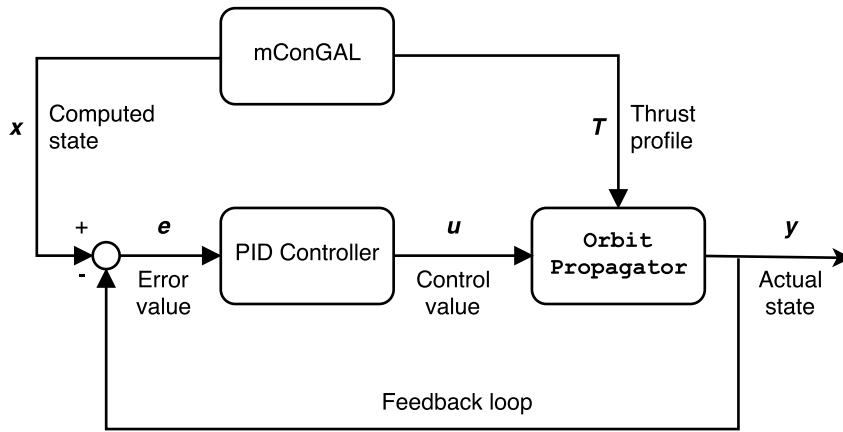 mConGAL
x
Computed
state
T
Thrust
profile
+
-
e
Error
value
PID Controller
u
Control
value
Orbit
Propagator
y
Actual
state
Feedback loop